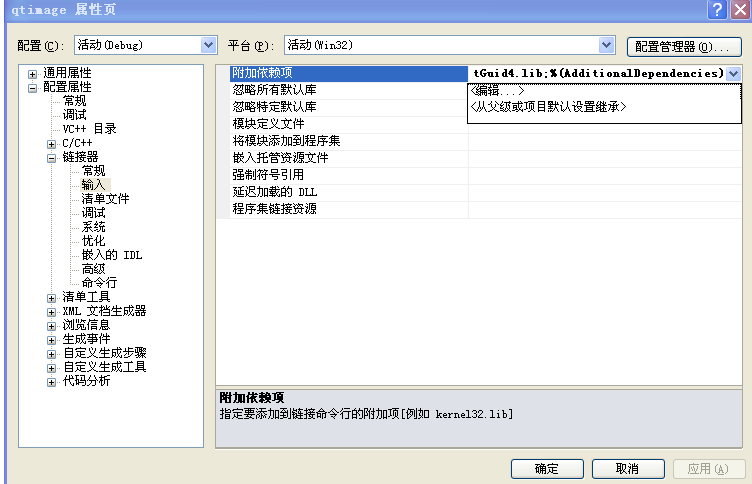 qtimage 属性页
配置(C): 活动(Debug) 平台(P): 活动(Win32) 配置管理器(O)...
通用属性
配置属性
常规
调试
VC++ 目录
C/C++
链接器
常规
输入
清单文件
调试
系统
优化
嵌入的 IDL
高级
命令行
清单工具
XML 文档生成器
浏览信息
生成事件
自定义生成步骤
自定义生成工具
代码分析
附加依赖项 tGuid4.lib;%(AdditionalDependencies)
<编辑...>
<从父级或项目默认设置继承>
忽略所有默认库
忽略特定默认库
模块定义文件
将模块添加到程序集
嵌入托管资源文件
强制符号引用
延迟加载的 DLL
程序集链接资源
附加依赖项
指定要添加到链接命令行的附加项[例如 kernel32.lib]
确定 取消 应用(A)